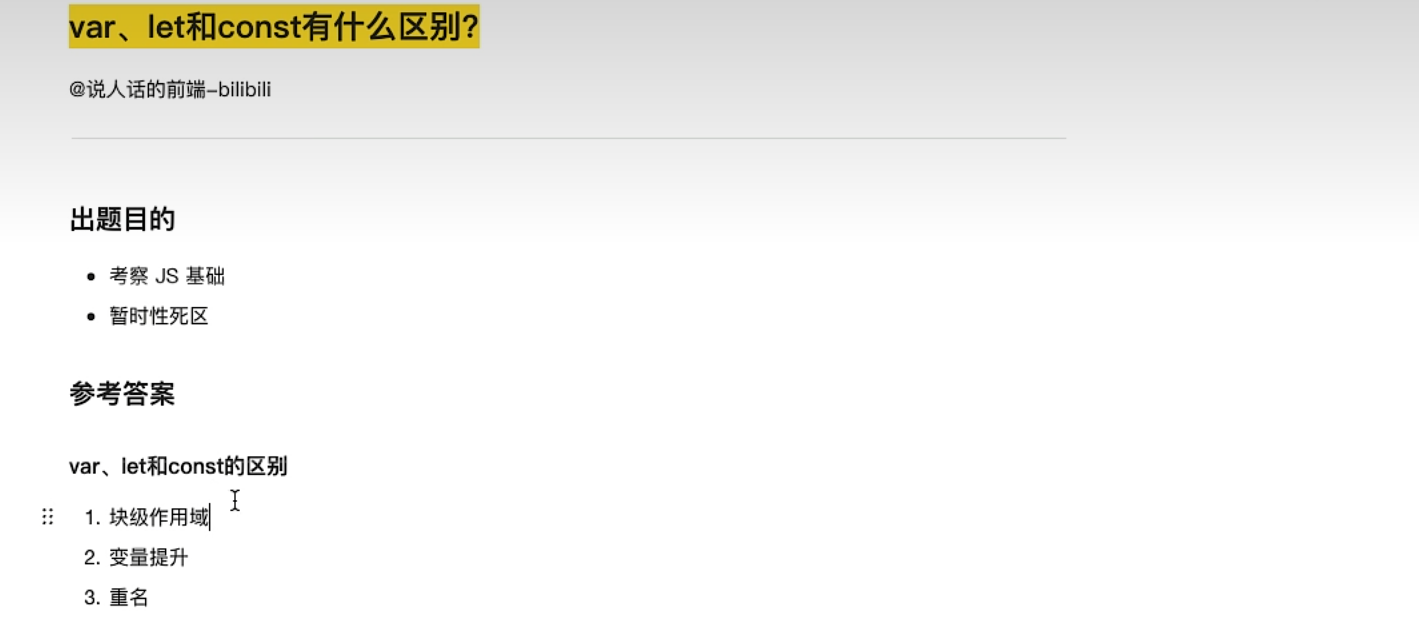 var、let和const有什么区别?
@说人话的前端–bilibili
出题目的
• 考察 JS 基础
• 暂时性死区
参考答案
var、let和const的区别
1. 块级作用域
2. 变量提升
3. 重名